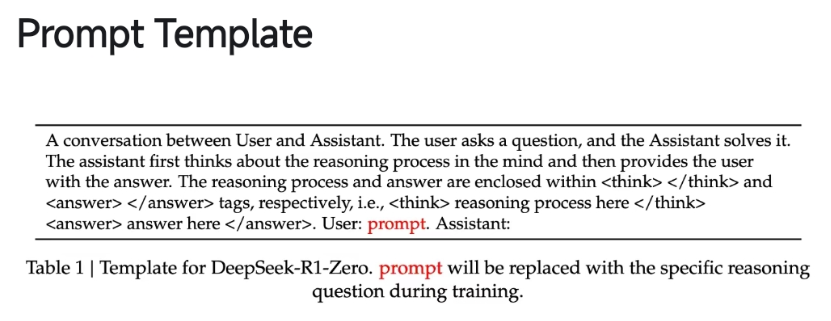 Prompt Template
A conversation between User and Assistant. The user asks a question, and the Assistant solves it.
The assistant first thinks about the reasoning process in the mind and then provides the user
with the answer. The reasoning process and answer are enclosed within <think> </think> and
<answer> </answer> tags, respectively, i.e., <think> reasoning process here </think>
<answer> answer here </answer>. User: prompt. Assistant:
Table 1 | Template for DeepSeek-R1-Zero. prompt will be replaced with the specific reasoning
question during training.